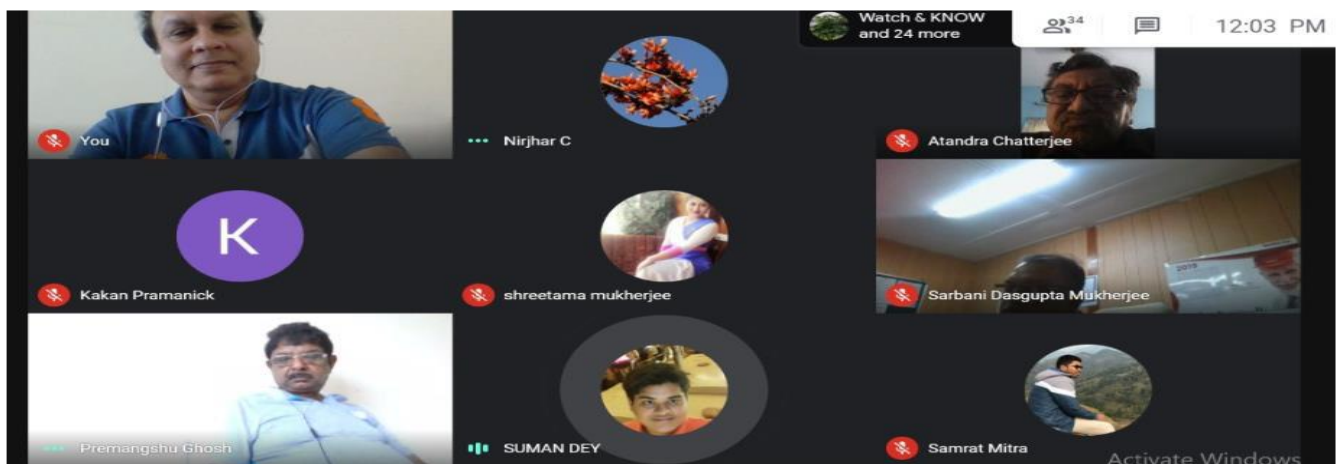 Watch & KNOW
and 24 more
34
12:03 PM
You
Nirjhar C
Atandra Chatterjee
K
Kakan Pramanick
shreetama mukherjee
2019
Sarbani Dasgupta Mukherjee
Premangshu Ghosh
SUMAN DEY
Samrat Mitra
Activate Windows